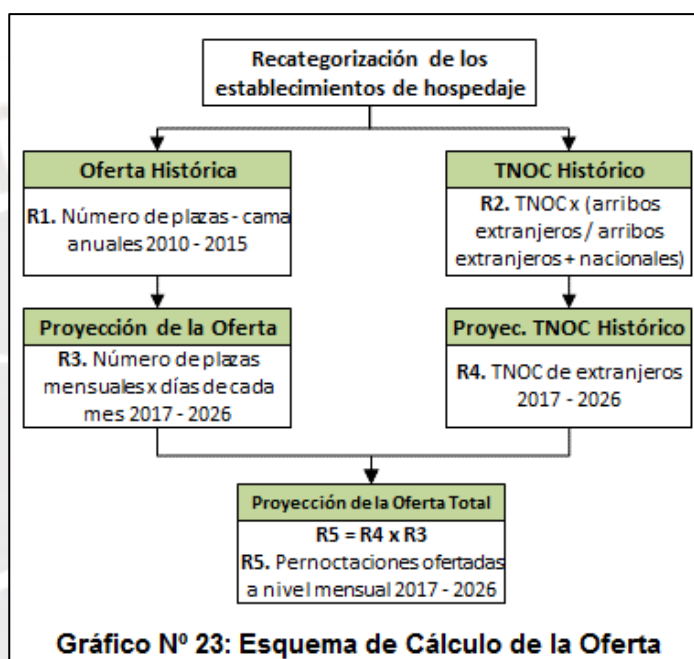 Recategorización de los
establecimientos de hospedaje
Oferta Histórica
R1. Número de plazas - cama
anuales 2010 - 2015
TNOC Histórico
R2. TNOC x (arribos
extranjeros / arribos
extranjeros + nacionales)
Proyección de la Oferta
R3. Número de plazas
mensuales x días de cada
mes 2017 - 2026
Proyec. TNOC Histórico
R4. TNOC de extranjeros
2017 - 2026
Proyección de la Oferta Total
R5 = R4 x R3
R5. Pernoctaciones ofertadas
a nivel mensual 2017 - 2026
Gráfico Nº 23: Esquema de Cálculo de la Oferta